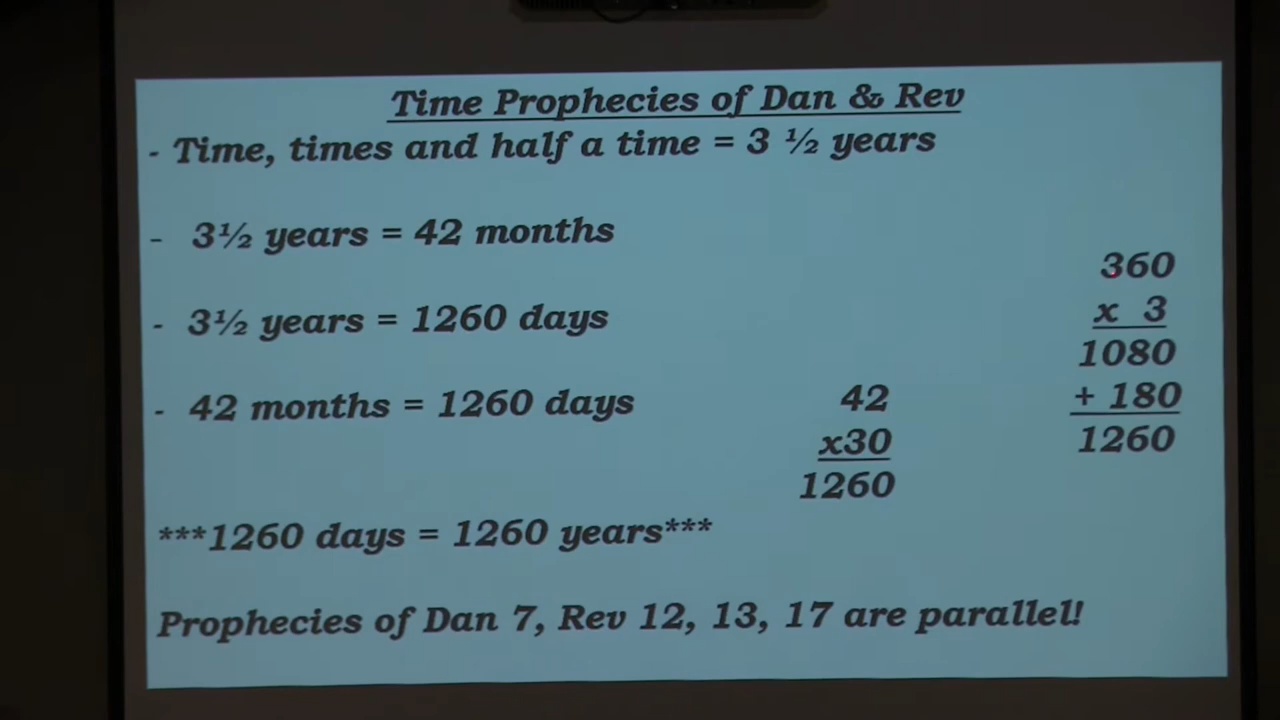 Time Prophecies of Dan & Rev
- Time, times and half a time = 3 ½ years
- 3½ years = 42 months
- 3½ years = 1260 days
- 42 months = 1260 days
42
x30
1260
360
x 3
1080
+ 180
1260
***1260 days = 1260 years***
Prophecies of Dan 7, Rev 12, 13, 17 are parallel!